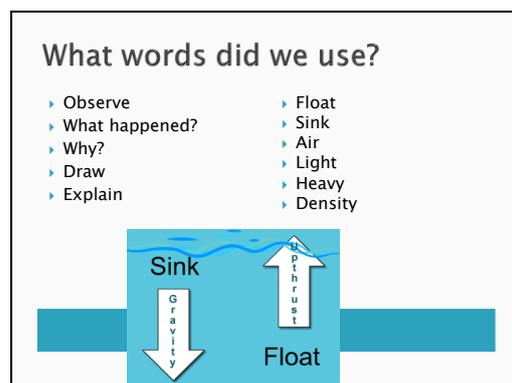 What words did we use?
Observe
What happened?
Why?
Draw
Explain
Float
Sink
Air
Light
Heavy
Density
Sink
Gravity
Upthrust
Float